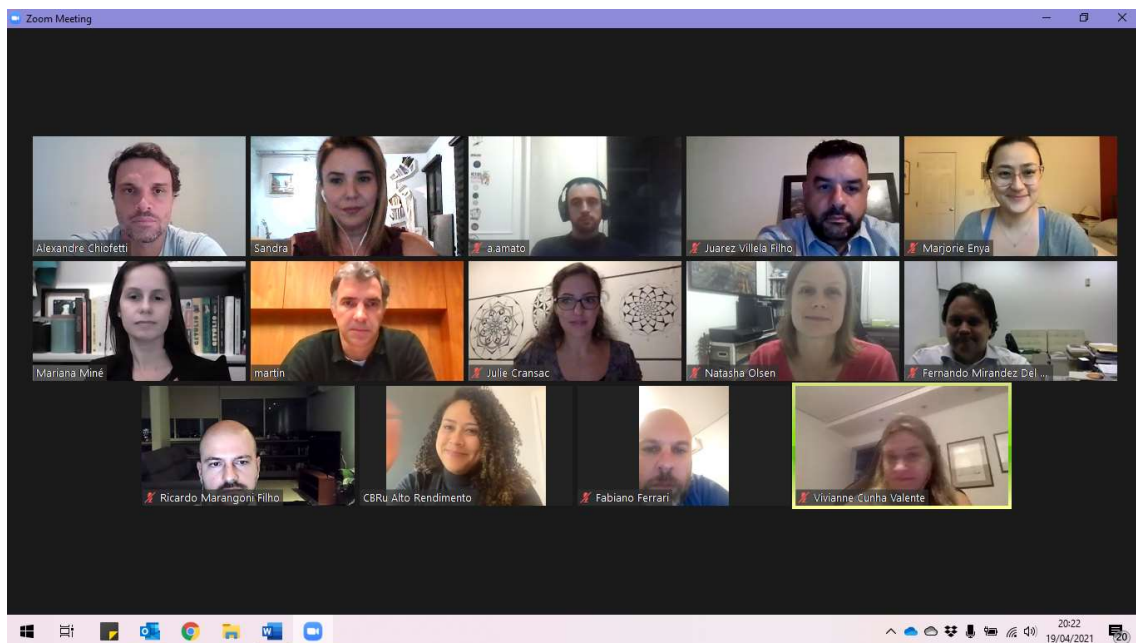 Zoom Meeting
Alexandre Chiofetti
Sandra
a.amato
Juarez Villela Filho
Marjorie Enya
Mariana Miné
martin
Julie Cransac
Natasha Olsen
Fernando Mirandez Del ...
Ricardo Marangoni Filho
CBRu Alto Rendimento
Fabiano Ferrari
Vivianne Cunha Valente
20:22
19/04/2021
20